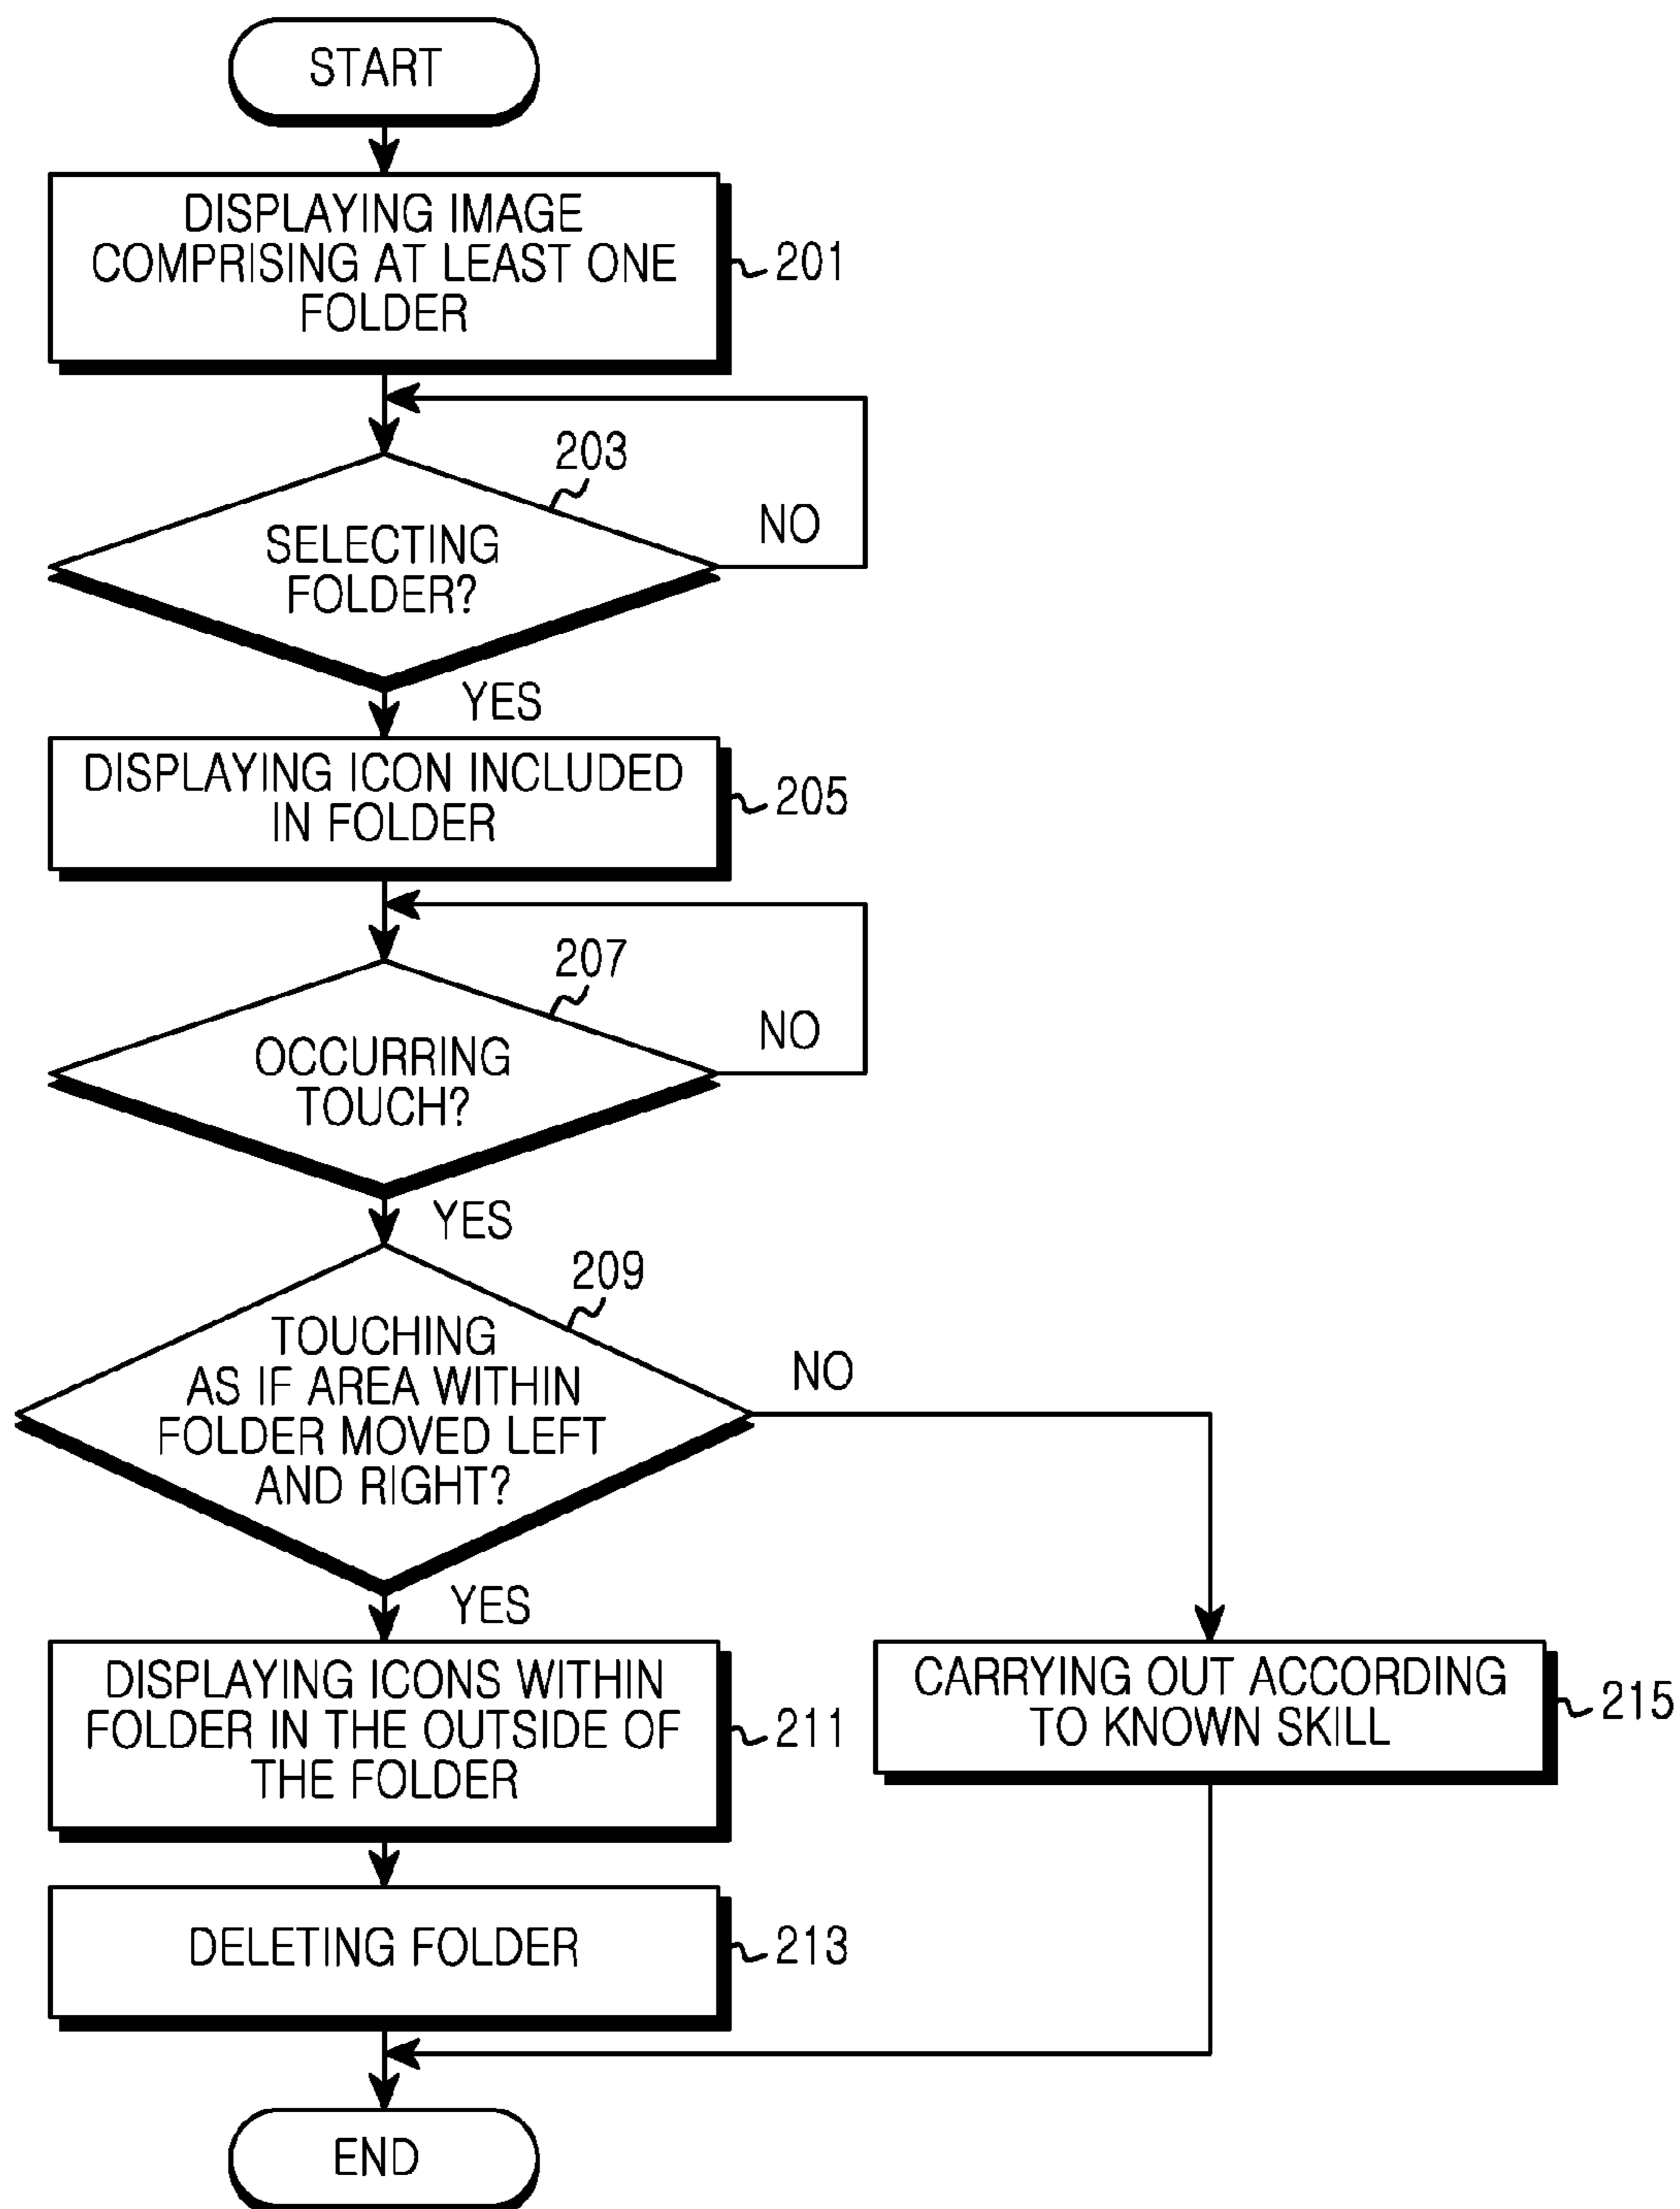 START
DISPLAYING IMAGE
COMPRISING AT LEAST ONE
FOLDER
201
203
SELECTING
FOLDER?
NO
YES
DISPLAYING ICON INCLUDED
IN FOLDER
205
207
OCCURRING
TOUCH?
NO
YES
209
TOUCHING
AS IF AREA WITHIN
FOLDER MOVED LEFT
AND RIGHT?
NO
YES
DISPLAYING ICONS WITHIN
FOLDER IN THE OUTSIDE OF
THE FOLDER
211
CARRYING OUT ACCORDING
TO KNOWN SKILL
215
DELETING FOLDER
213
END